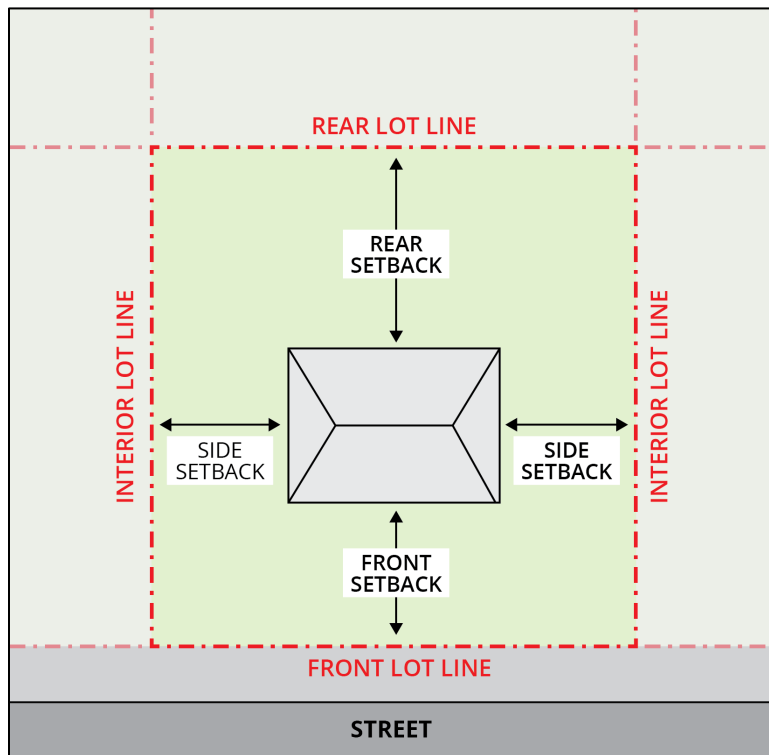 REAR LOT LINE
REAR
SETBACK
INTERIOR LOT LINE
SIDE
SETBACK
SIDE
SETBACK
INTERIOR LOT LINE
FRONT
SETBACK
FRONT LOT LINE
STREET